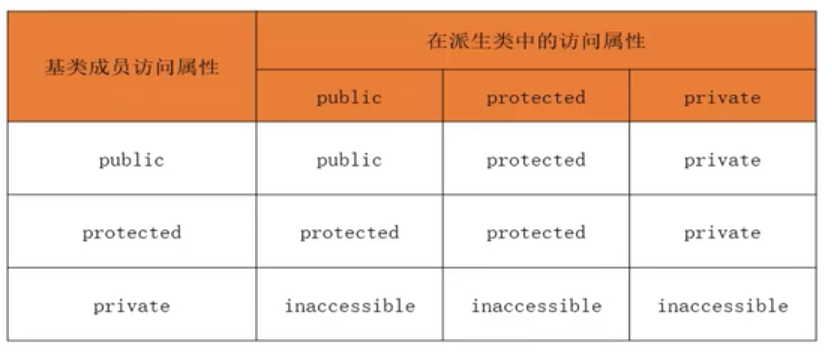 基类成员访问属性
在派生类中的访问属性
public protected private
public public protected private
protected protected protected private
private inaccessible inaccessible inaccessible